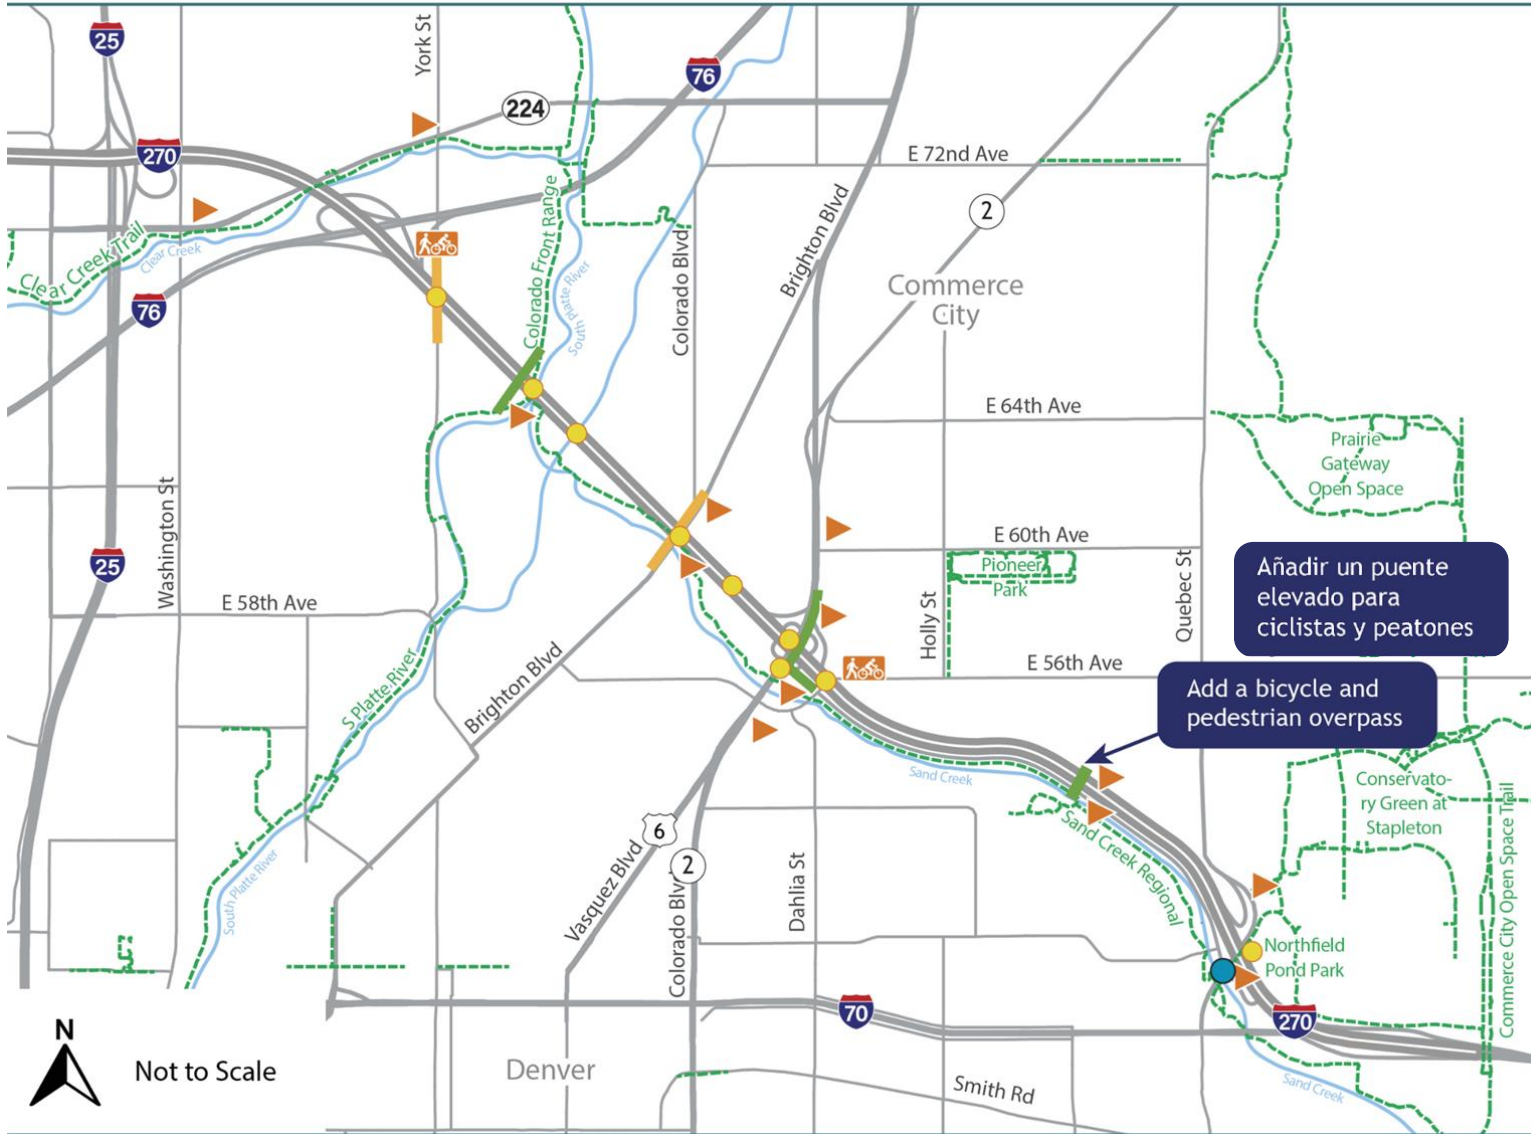 25
York St
76
224
270
E 72nd Ave
Colorado Front Range
Brighton Blvd
2
Clear Creek Trail
Clear Creek
Colorado Blvd
South Platte River
Commerce
City
76
E 64th Ave
Prairie
Gateway
Open Space
Washington St
E 60th Ave
25
Pioneer
Park
Quebec St
Añadir un puente
elevado para
ciclistas y peatones
E 58th Ave
Holly St
E 56th Ave
S Platte River
Brighton Blvd
Add a bicycle and
pedestrian overpass
Sand Creek
Conservato-
ry Green at
Stapleton
Commerce City Open Space Trail
Sand Creek Regional
6
2
Vasquez Blvd
Colorado Blvd
Dahlia St
South Platte River
Northfield
Pond Park
70
270
N
Not to Scale
Denver
Smith Rd
Sand Creek